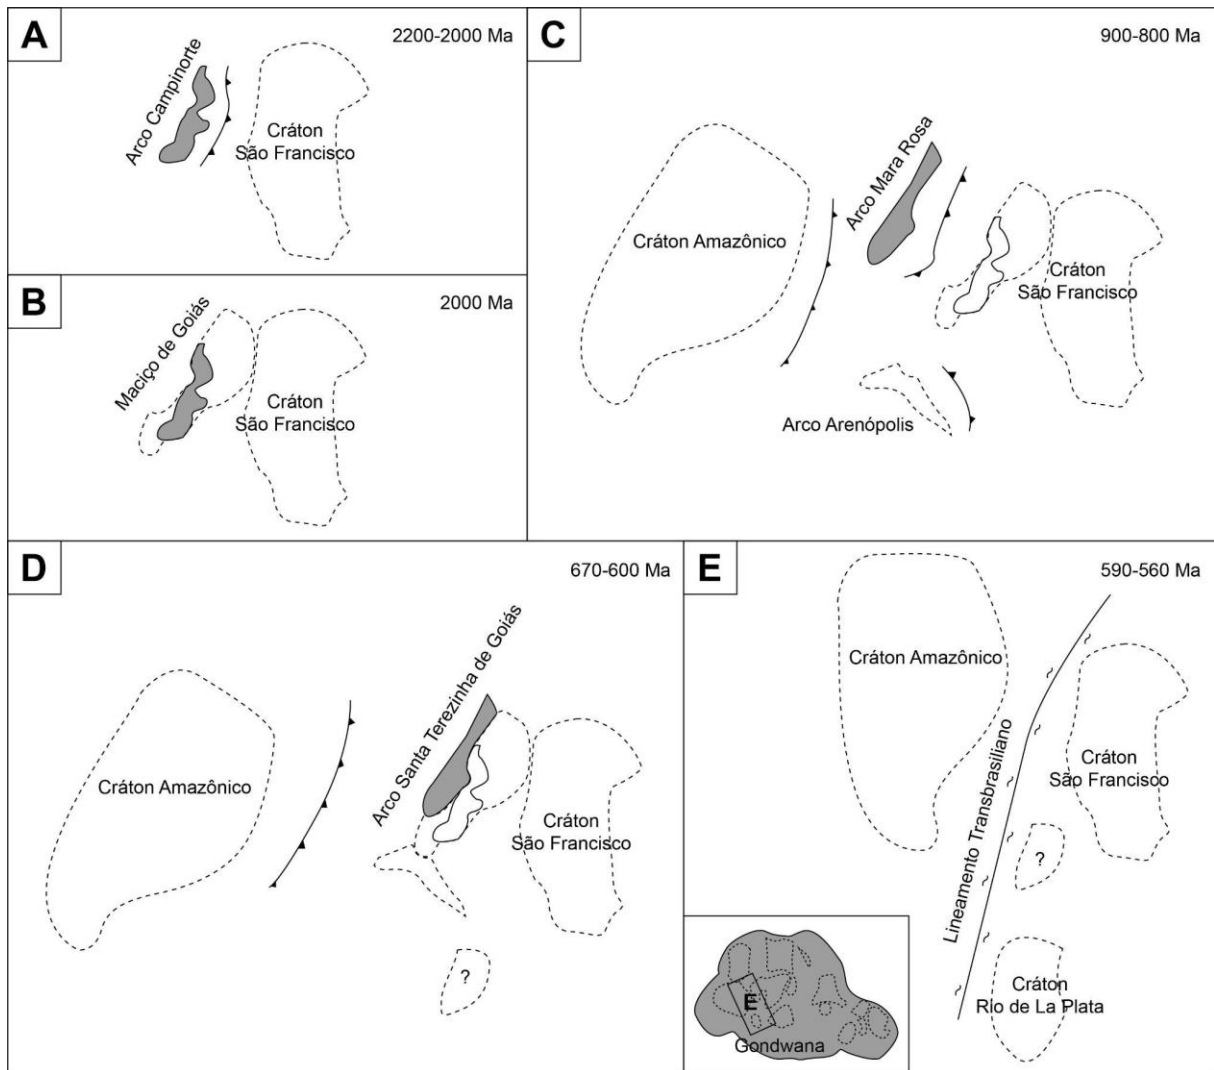 A
2200-2000 Ma
Arco Campinorte
Cráton
São Francisco
B
2000 Ma
Maciço de Goiás
Cráton
São Francisco
C
900-800 Ma
Cráton Amazônico
Arco Mara Rosa
Cráton
São Francisco
Arco Arenópolis
D
670-600 Ma
Cráton Amazônico
Arco Santa Terezinha de Goiás
Cráton
São Francisco
?
E
590-560 Ma
Cráton Amazônico
Lineamento Transbrasiliano
Cráton
São Francisco
?
Cráton
Rio de La Plata
E
Gondwana